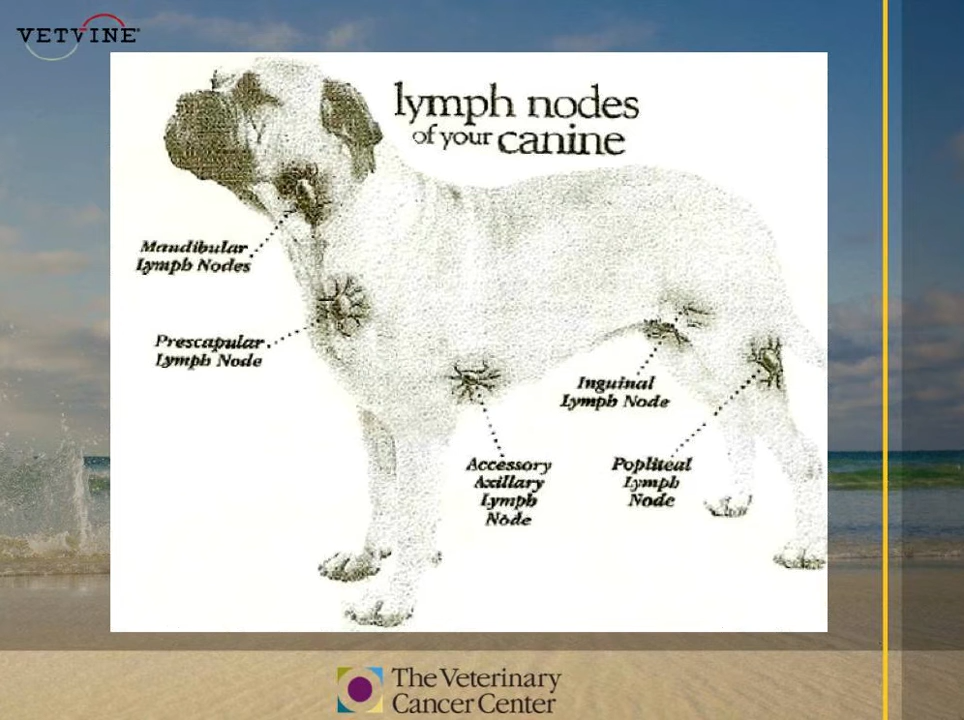 VETVINE
lymph nodes
of your canine
Mandibular
Lymph Nodes
Prescapular
Lymph Node
Inguinal
Lymph Node
Accessory
Axillary
Lymph
Node
Popliteal
Lymph
Node
The Veterinary
Cancer Center